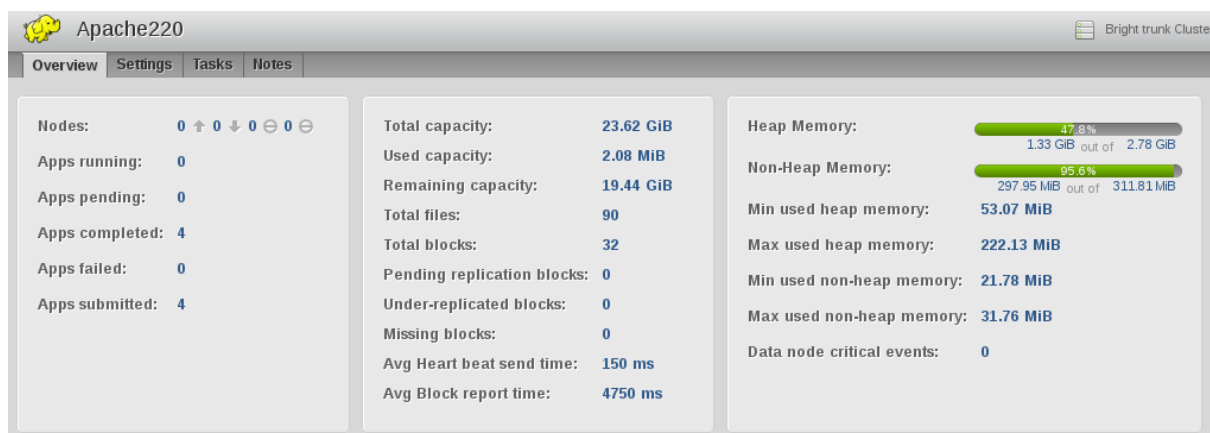 Apache220
Bright trunk Cluste
Overview Settings Tasks Notes
Nodes: 0 0 0 0
Apps running: 0
Apps pending: 0
Apps completed: 4
Apps failed: 0
Apps submitted: 4
Total capacity: 23.62 GiB
Used capacity: 2.08 MiB
Remaining capacity: 19.44 GiB
Total files: 90
Total blocks: 32
Pending replication blocks: 0
Under-replicated blocks: 0
Missing blocks: 0
Avg Heart beat send time: 150 ms
Avg Block report time: 4750 ms
Heap Memory: 47.8%
1.33 GiB out of 2.78 GiB
Non-Heap Memory: 95.6%
297.95 MiB out of 311.81 MiB
Min used heap memory: 53.07 MiB
Max used heap memory: 222.13 MiB
Min used non-heap memory: 21.78 MiB
Max used non-heap memory: 31.76 MiB
Data node critical events: 0